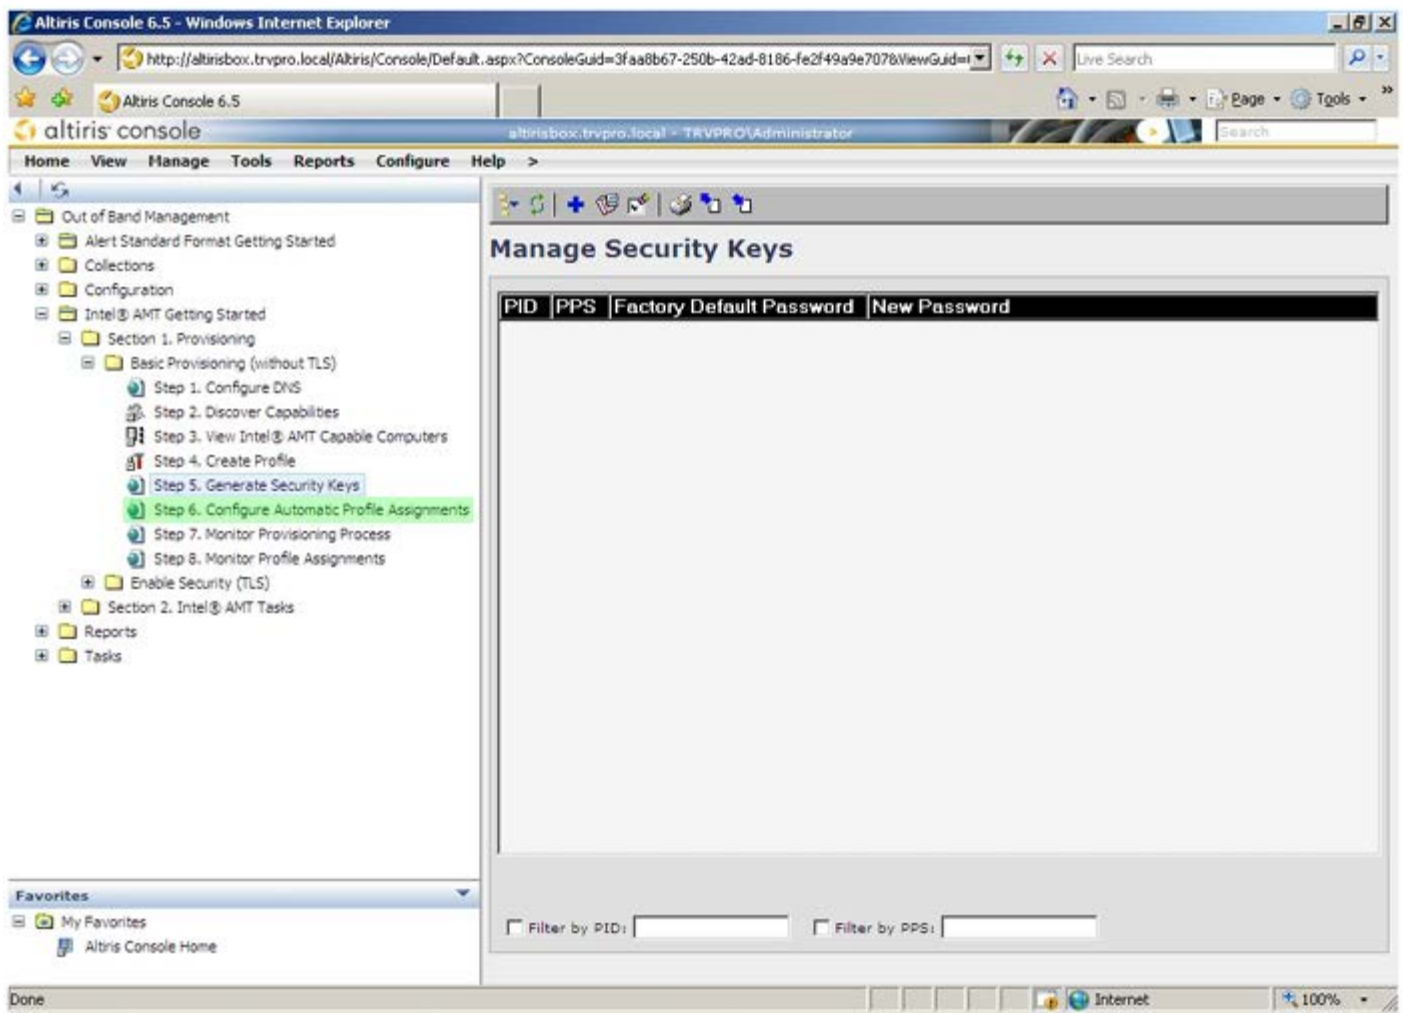 Altiris Console 6.5 - Windows Internet Explorer
http://altirisbox.trvpro.local/Altiris/Console/Default.aspx?ConsoleGuid=3faa8b67-250b-42ad-8186-fe2f49a9e707&ViewGuid=
Live Search
Altiris Console 6.5
Page
Tools
altiris console
altirisbox.trvpro.local - TRVPRO\Administrator
Search
Home View Manage Tools Reports Configure Help >
Out of Band Management
Alert Standard Format Getting Started
Collections
Configuration
Intel® AMT Getting Started
Section 1. Provisioning
Basic Provisioning (without TLS)
Step 1. Configure DNS
Step 2. Discover Capabilities
Step 3. View Intel® AMT Capable Computers
Step 4. Create Profile
Step 5. Generate Security Keys
Step 6. Configure Automatic Profile Assignments
Step 7. Monitor Provisioning Process
Step 8. Monitor Profile Assignments
Enable Security (TLS)
Section 2. Intel® AMT Tasks
Reports
Tasks
Manage Security Keys
PID PPS Factory Default Password New Password
Favorites
My Favorites
Altiris Console Home
Filter by PID: Filter by PPS:
Done
Internet
100%